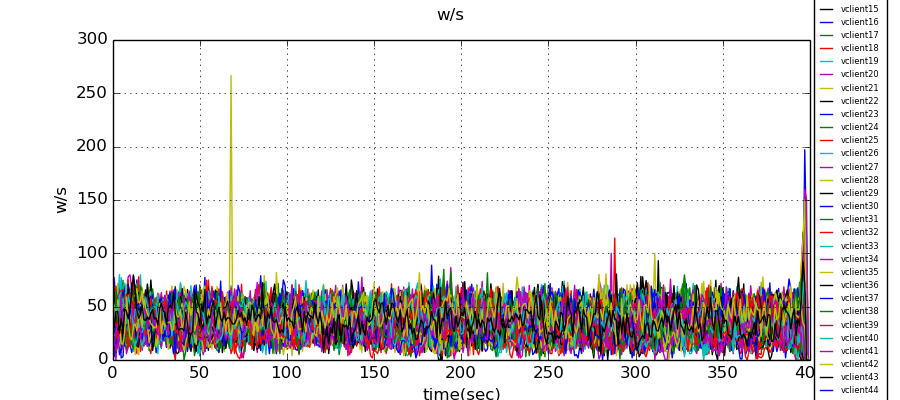 w/s
300
250
200
150
100
50
0
w/s
0 50 100 150 200 250 300 350 40
time(sec)
vclient15
vclient16
vclient17
vclient18
vclient19
vclient20
vclient21
vclient22
vclient23
vclient24
vclient25
vclient26
vclient27
vclient28
vclient29
vclient30
vclient31
vclient32
vclient33
vclient34
vclient35
vclient36
vclient37
vclient38
vclient39
vclient40
vclient41
vclient42
vclient43
vclient44